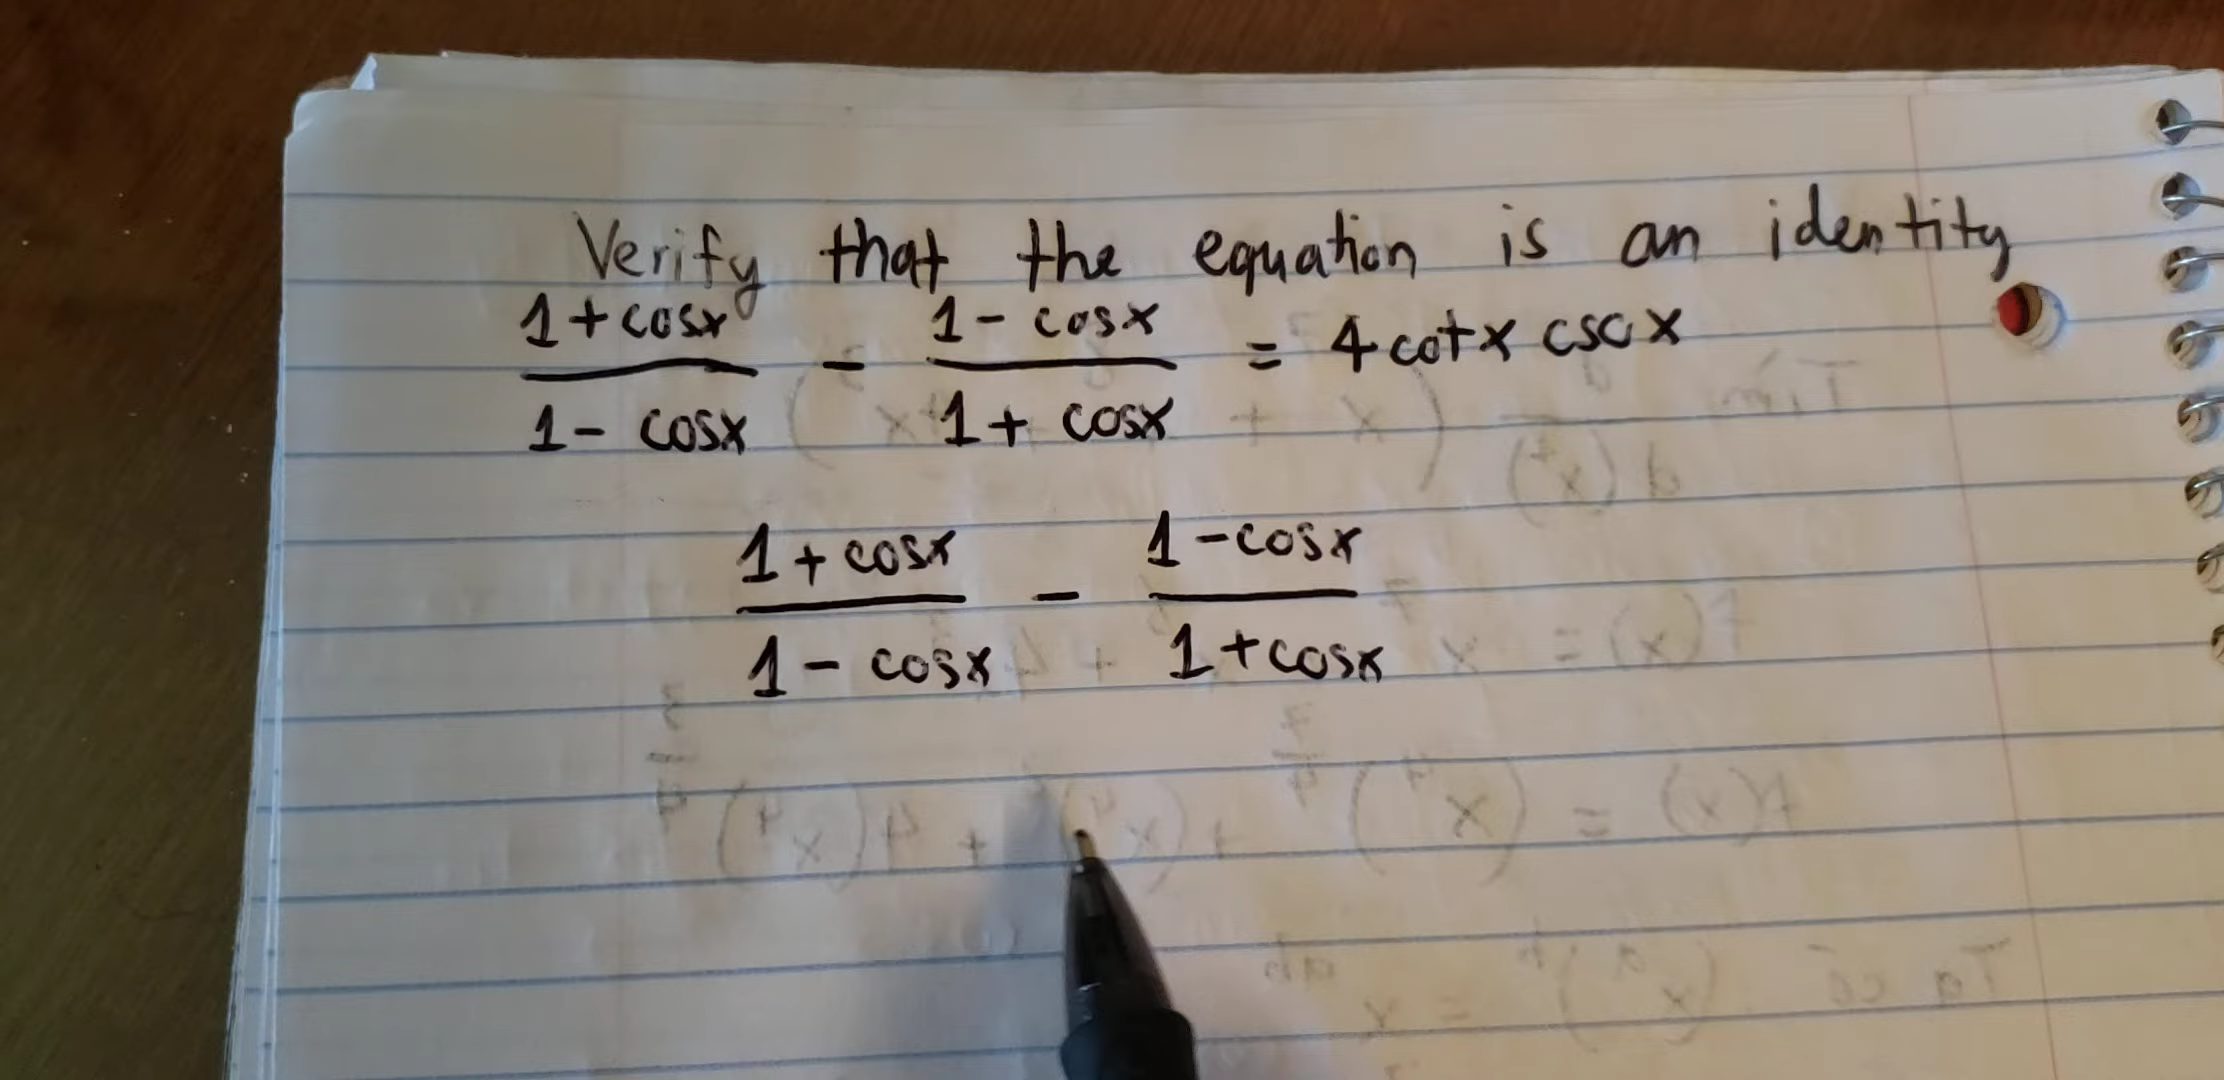 Verify that the equation is an identity
1+cosx/1-cosx - 1-cosx/1+cosx = 4cotx cscx
1+cosx/1-cosx - 1-cosx/1+cosx